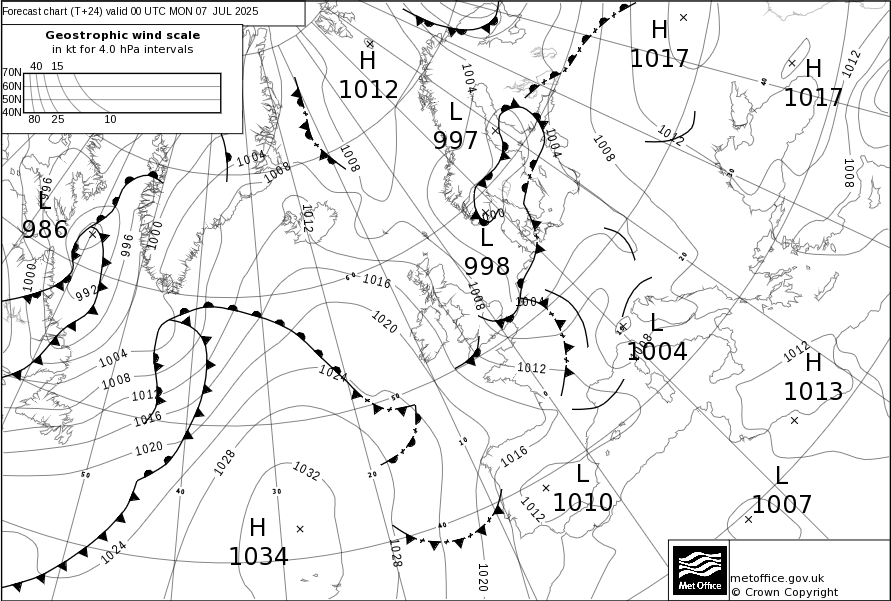 Forecast chart (T+24) valid 00 UTC MON 07 JUL 2025
Geostrophic wind scale
in kt for 4.0 hPa intervals
40 15
70N
60N
50N
40N
80 25 10
H
1012
H
1017
H
1017
L
997
L
986
L
998
L
1004
H
1013
L
1010
L
1007
H
1034
1004
1008
1008
1012
1004
1004
1008
1012
1012
1008
996
996
1000
1000
992
1016
1020
1024
1004
1008
1012
1016
1020
1024
1028
1032
1028
1020
1016
1012
1012
1008
1004
1008
1012
60
50
50
40
40
40
30
30
20
20
10
10
0
metoffice.gov.uk
© Crown Copyright
Met Office